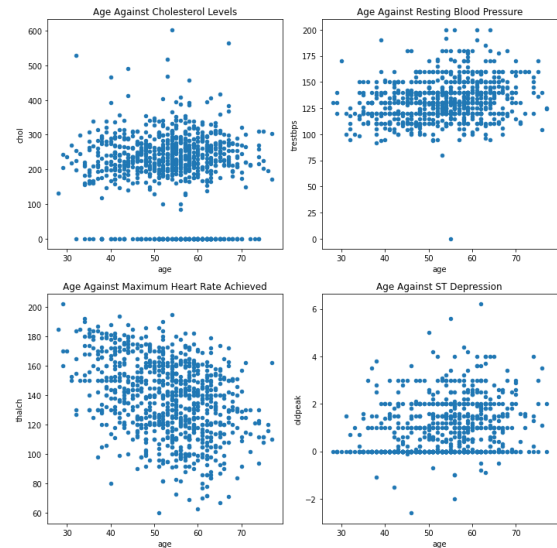 Age Against Cholesterol Levels
600
500
400
300
200
100
0
chol
30 40 50 60 70
age
Age Against Resting Blood Pressure
200
175
150
125
100
75
50
25
0
trestbps
30 40 50 60 70
age
Age Against Maximum Heart Rate Achieved
200
180
160
140
120
100
80
60
thalch
30 40 50 60 70
age
Age Against ST Depression
6
4
2
0
−2
oldpeak
30 40 50 60 70
age